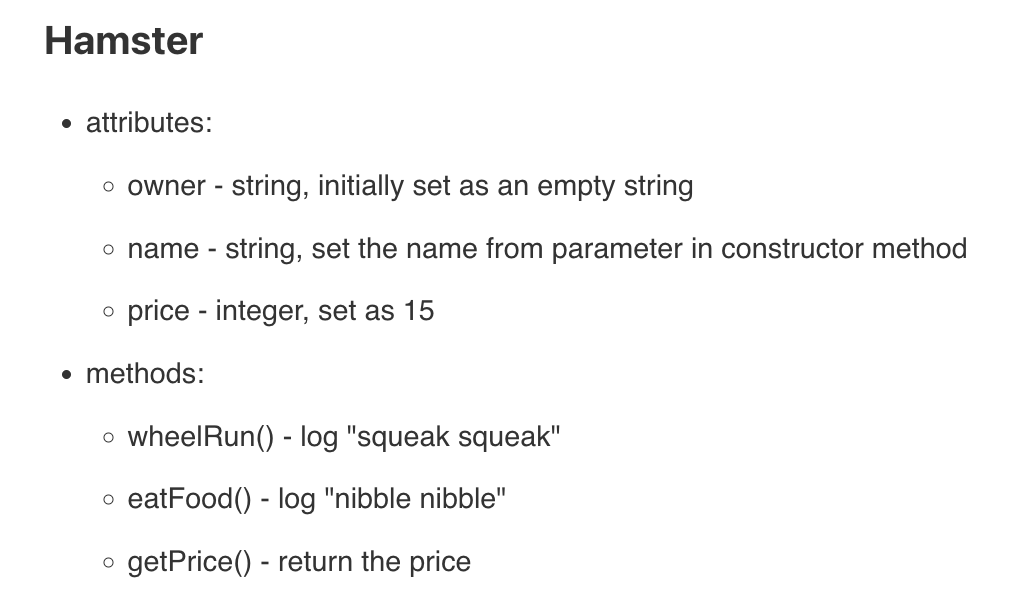 Hamster
• attributes:
◦ owner - string, initially set as an empty string
◦ name - string, set the name from parameter in constructor method
◦ price - integer, set as 15
• methods:
◦ wheelRun() - log "squeak squeak"
◦ eatFood() - log "nibble nibble"
◦ getPrice() - return the price